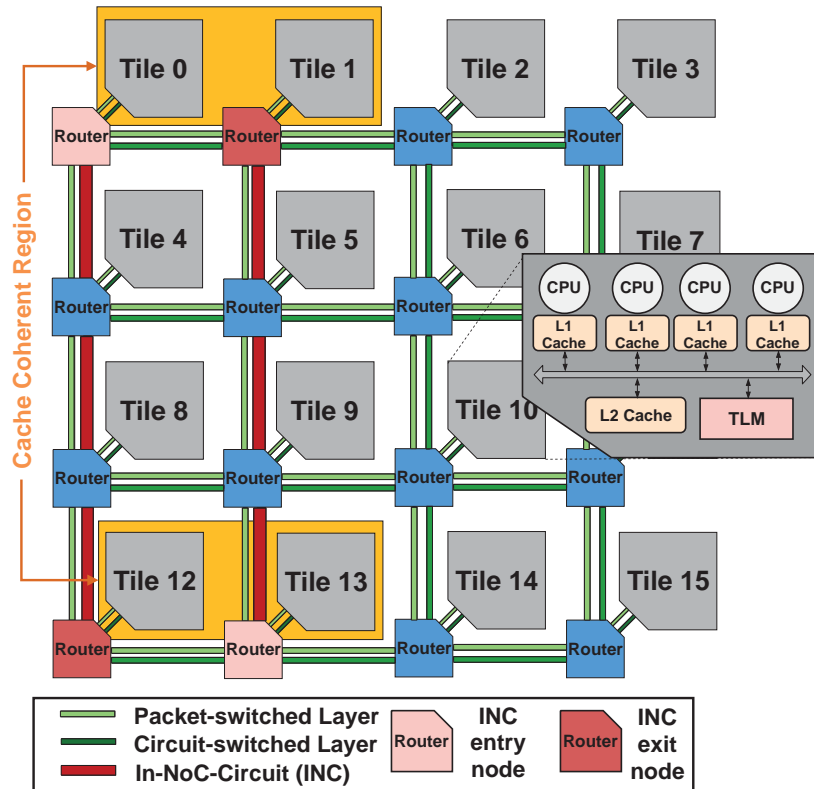 Tile 0
Tile 1
Tile 2
Tile 3
Router
Router
Router
Router
Cache Coherent Region
Tile 4
Tile 5
Tile 6
Tile 7
Router
Router
Router
CPU
CPU
CPU
CPU
L1
Cache
L1
Cache
L1
Cache
L1
Cache
L2 Cache
TLM
Tile 8
Tile 9
Tile 10
Router
Router
Router
Router
Tile 12
Tile 13
Tile 14
Tile 15
Router
Router
Router
Router
Packet-switched Layer
Circuit-switched Layer
In-NoC-Circuit (INC)
Router
INC
entry
node
Router
INC
exit
node